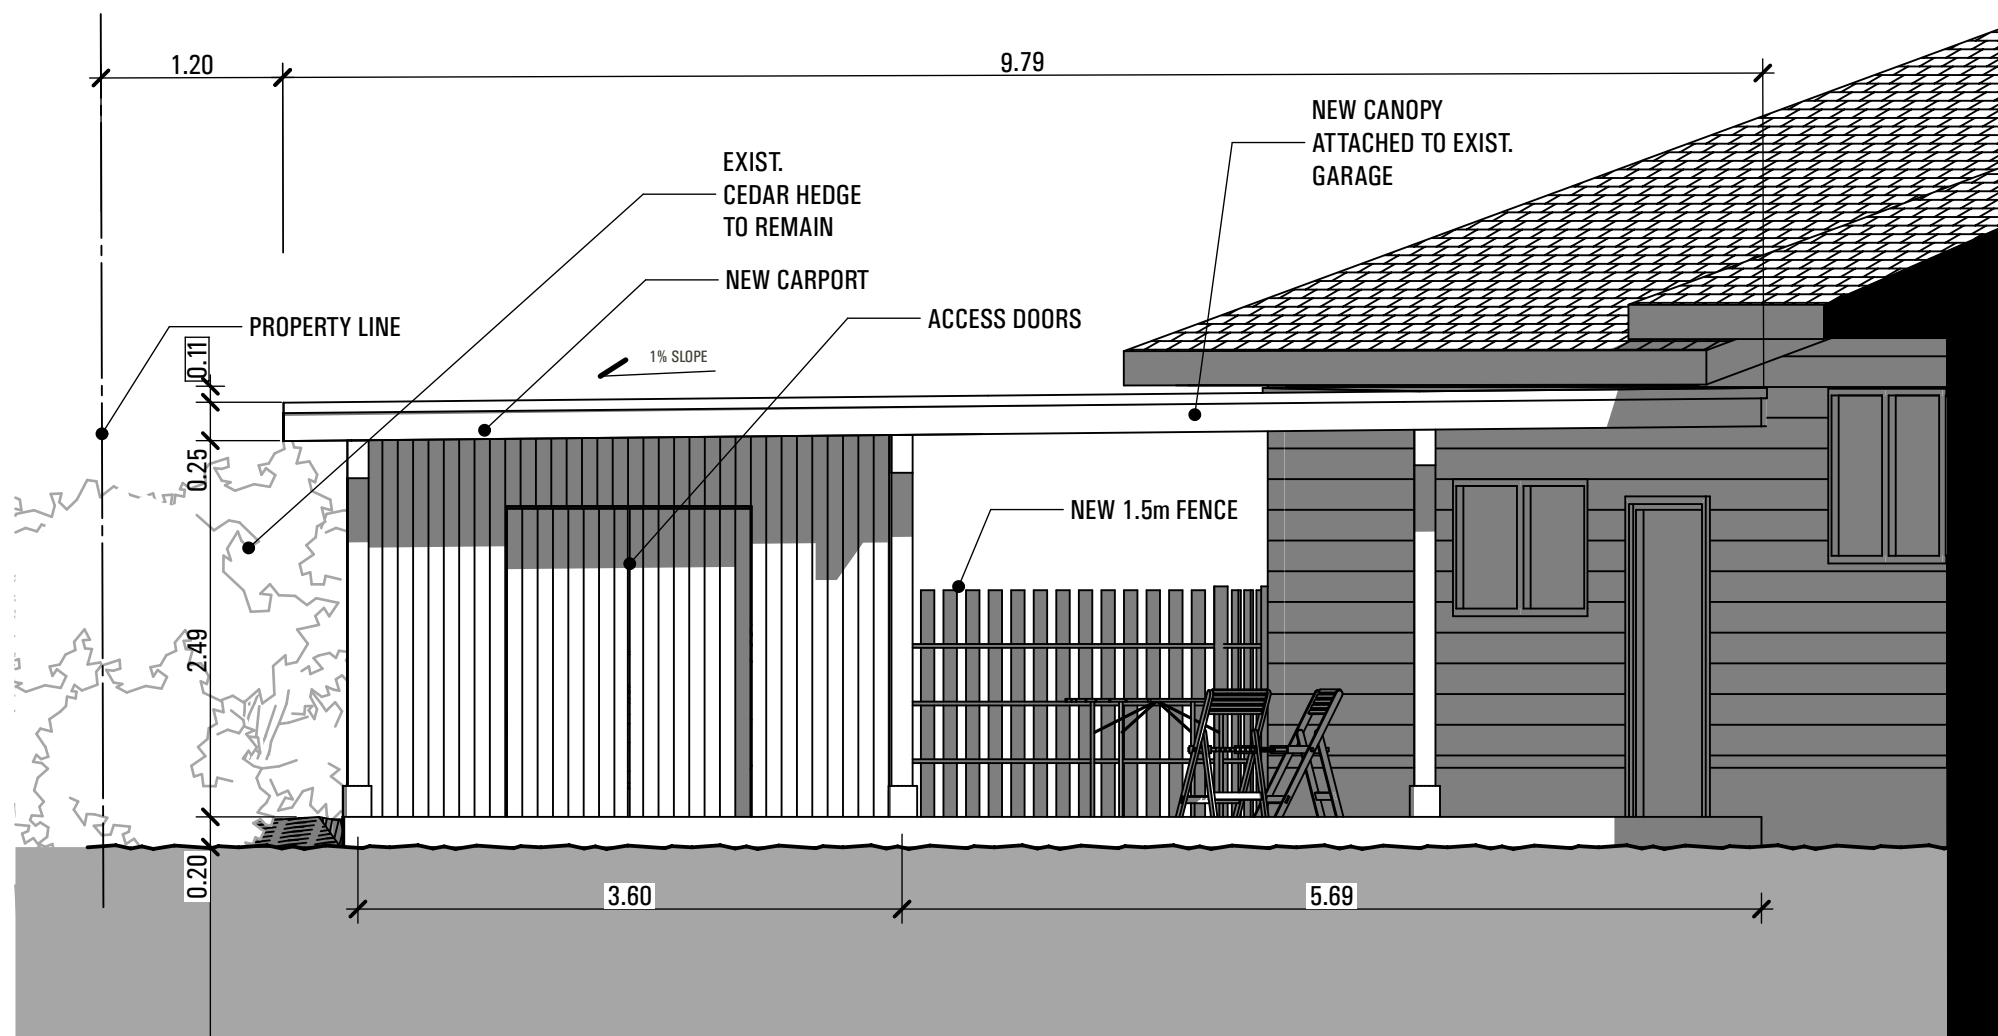 1.20
9.79
NEW CANOPY
ATTACHED TO EXIST.
GARAGE
EXIST.
CEDAR HEDGE
TO REMAIN
NEW CARPORT
ACCESS DOORS
PROPERTY LINE
0.11
1% SLOPE
0.25
NEW 1.5m FENCE
2.49
0.20
3.60
5.69